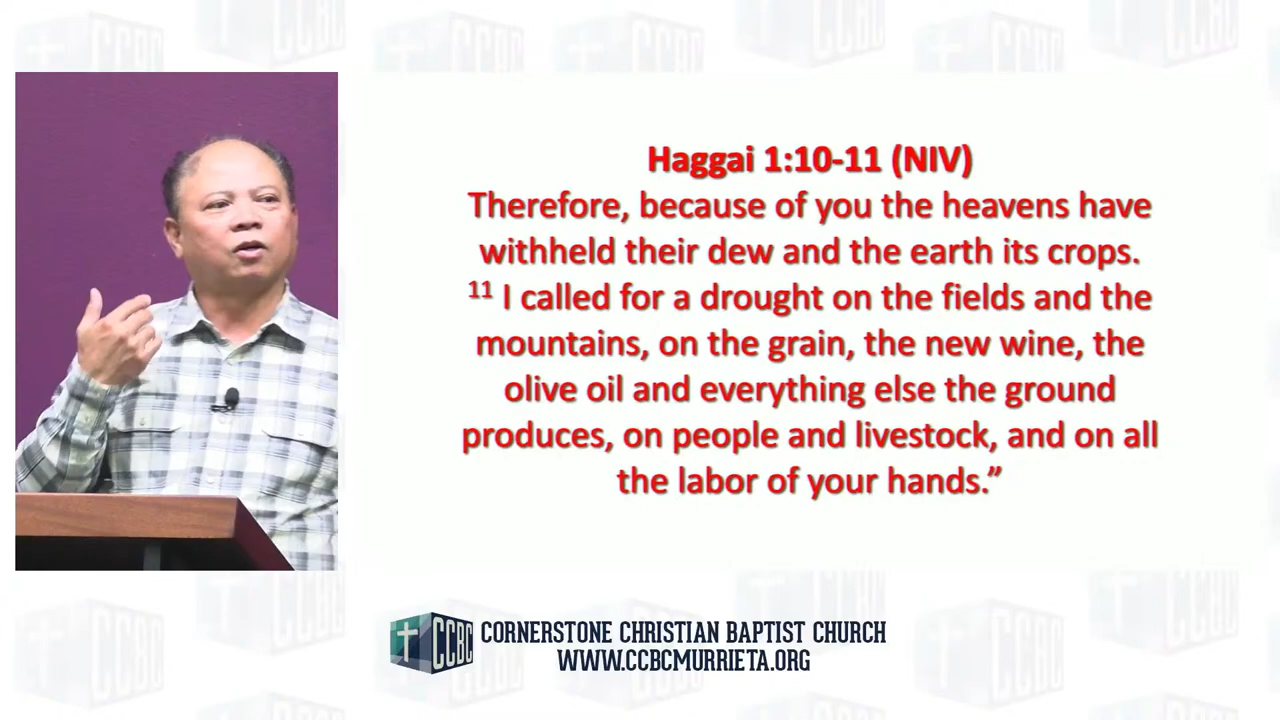 Haggai 1:10-11 (NIV)
Therefore, because of you the heavens have
withheld their dew and the earth its crops.
11 I called for a drought on the fields and the
mountains, on the grain, the new wine, the
olive oil and everything else the ground
produces, on people and livestock, and on all
the labor of your hands.”
CCBC CORNERSTONE CHRISTIAN BAPTIST CHURCH
WWW.CCBCMURRIETA.ORG